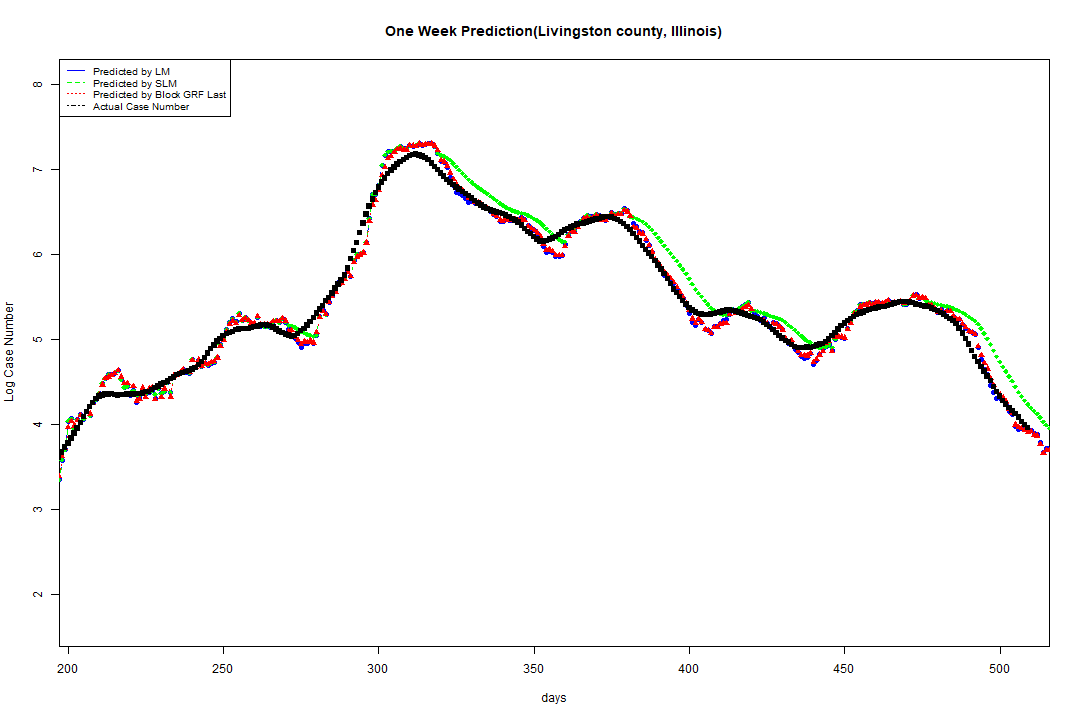 One Week Prediction(Livingston county, Illinois)
Predicted by LM
Predicted by SLM
Predicted by Block GRF Last
Actual Case Number
8
7
6
5
4
3
2
Log Case Number
200 250 300 350 400 450 500
days